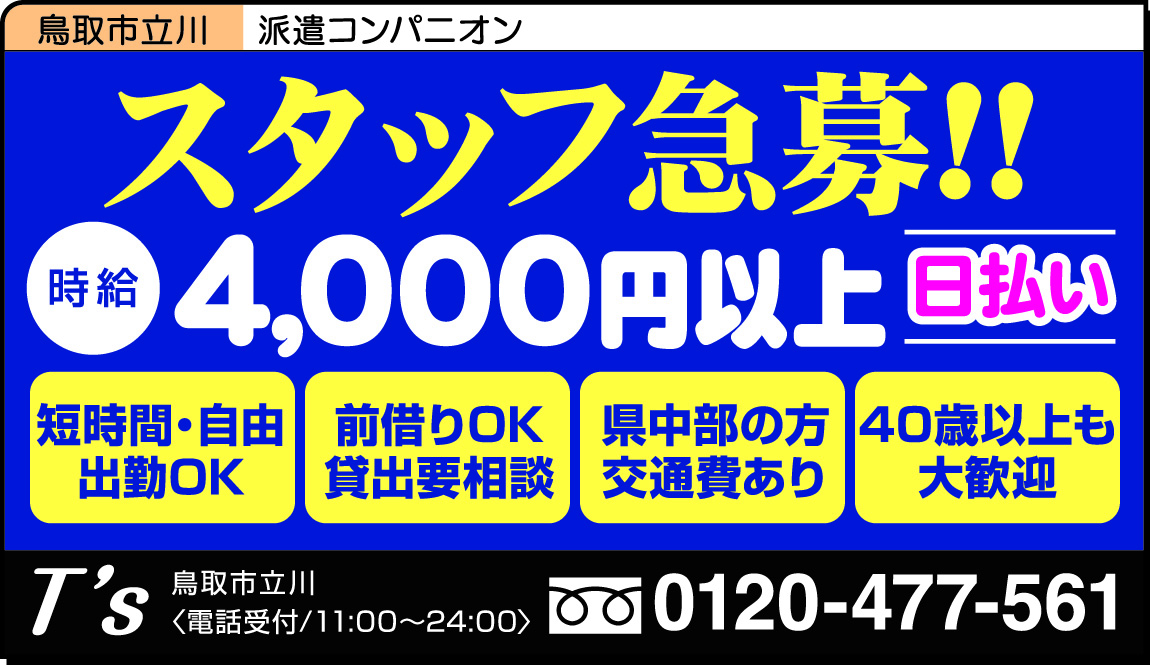 鳥取市立川 派遣コンパニオン
スタッフ急募!!
時給 4,000円以上 日払い
短時間・自由
出勤OK
前借りOK
貸出要相談
県中部の方
交通費あり
40歳以上も
大歓迎
T's
鳥取市立川
〈電話受付/11:00～24:00〉
0120-477-561